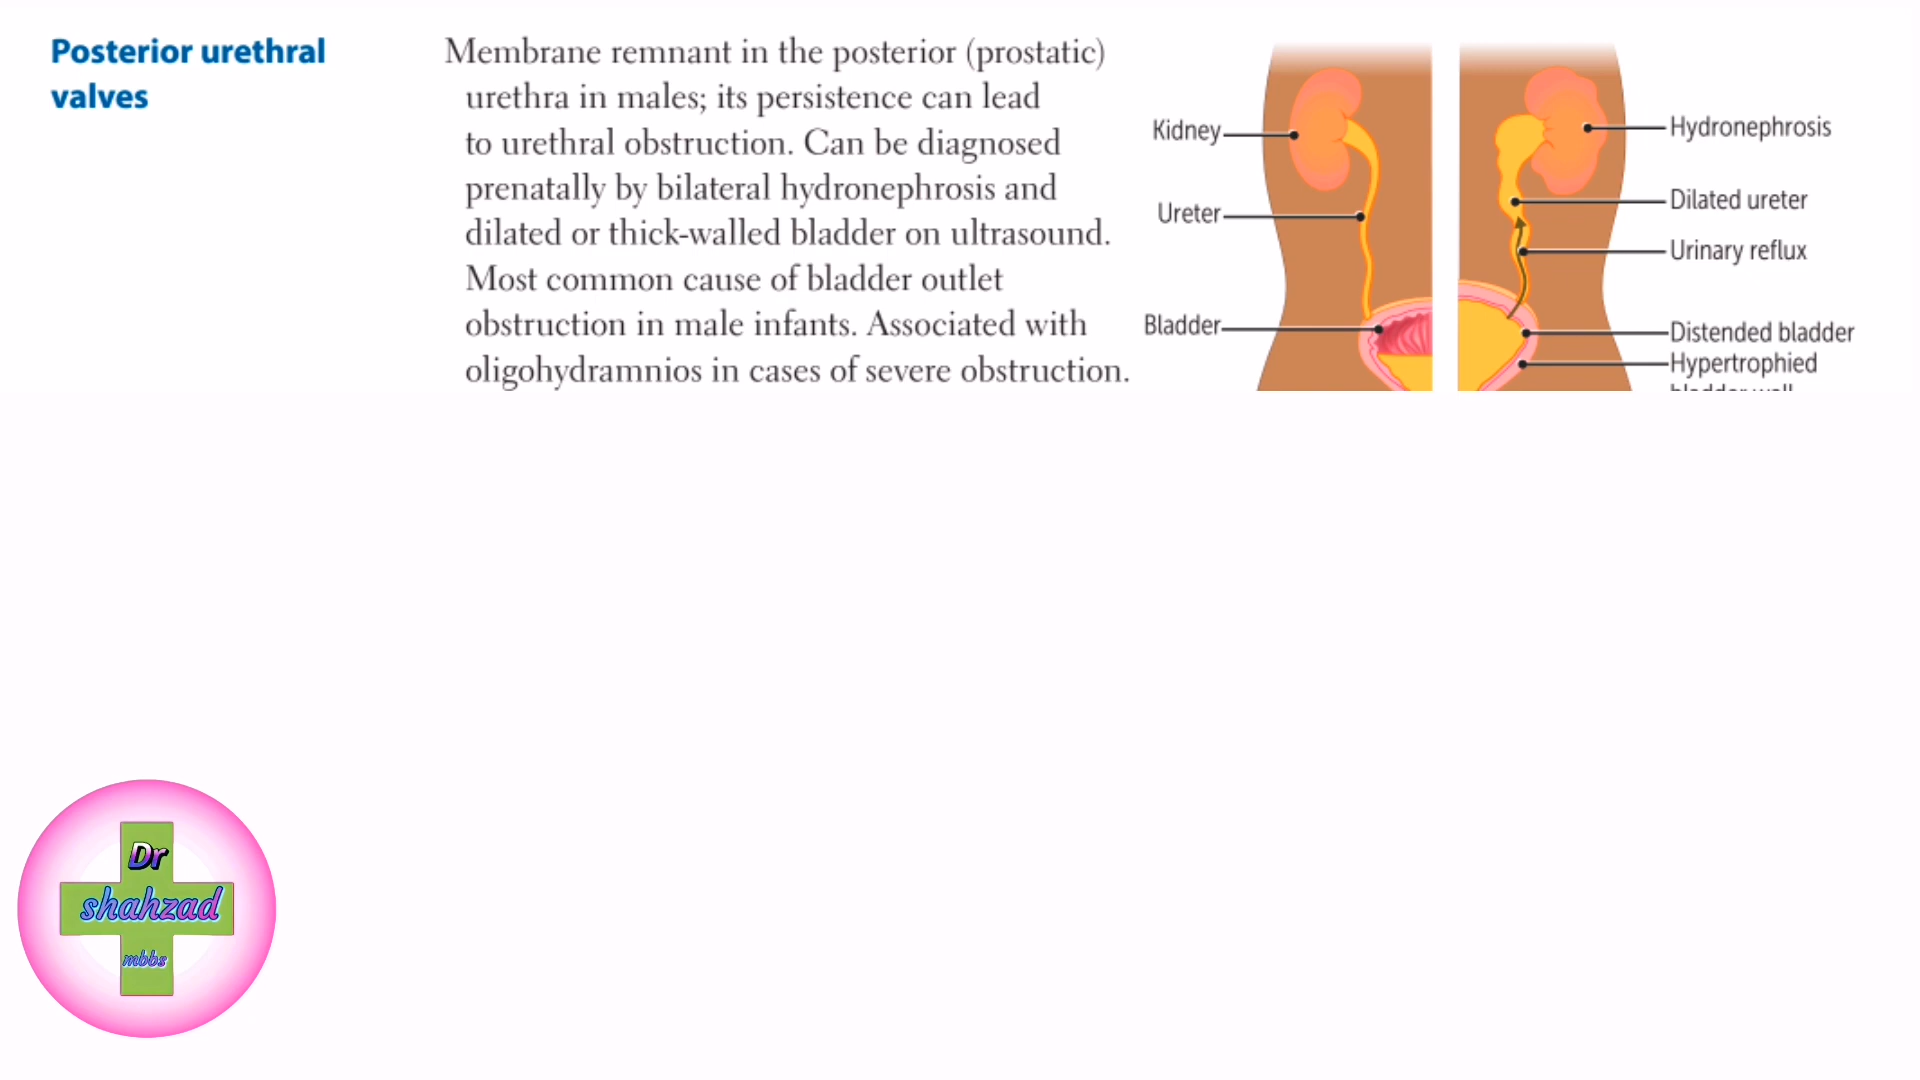 Posterior urethral
valves
Membrane remnant in the posterior (prostatic)
urethra in males; its persistence can lead
to urethral obstruction. Can be diagnosed
prenatally by bilateral hydronephrosis and
dilated or thick-walled bladder on ultrasound.
Most common cause of bladder outlet
obstruction in male infants. Associated with
oligohydramnios in cases of severe obstruction.
Kidney
Ureter
Bladder
Hydronephrosis
Dilated ureter
Urinary reflux
Distended bladder
Hypertrophied
bladder wall
Dr
shahzad
mbbs